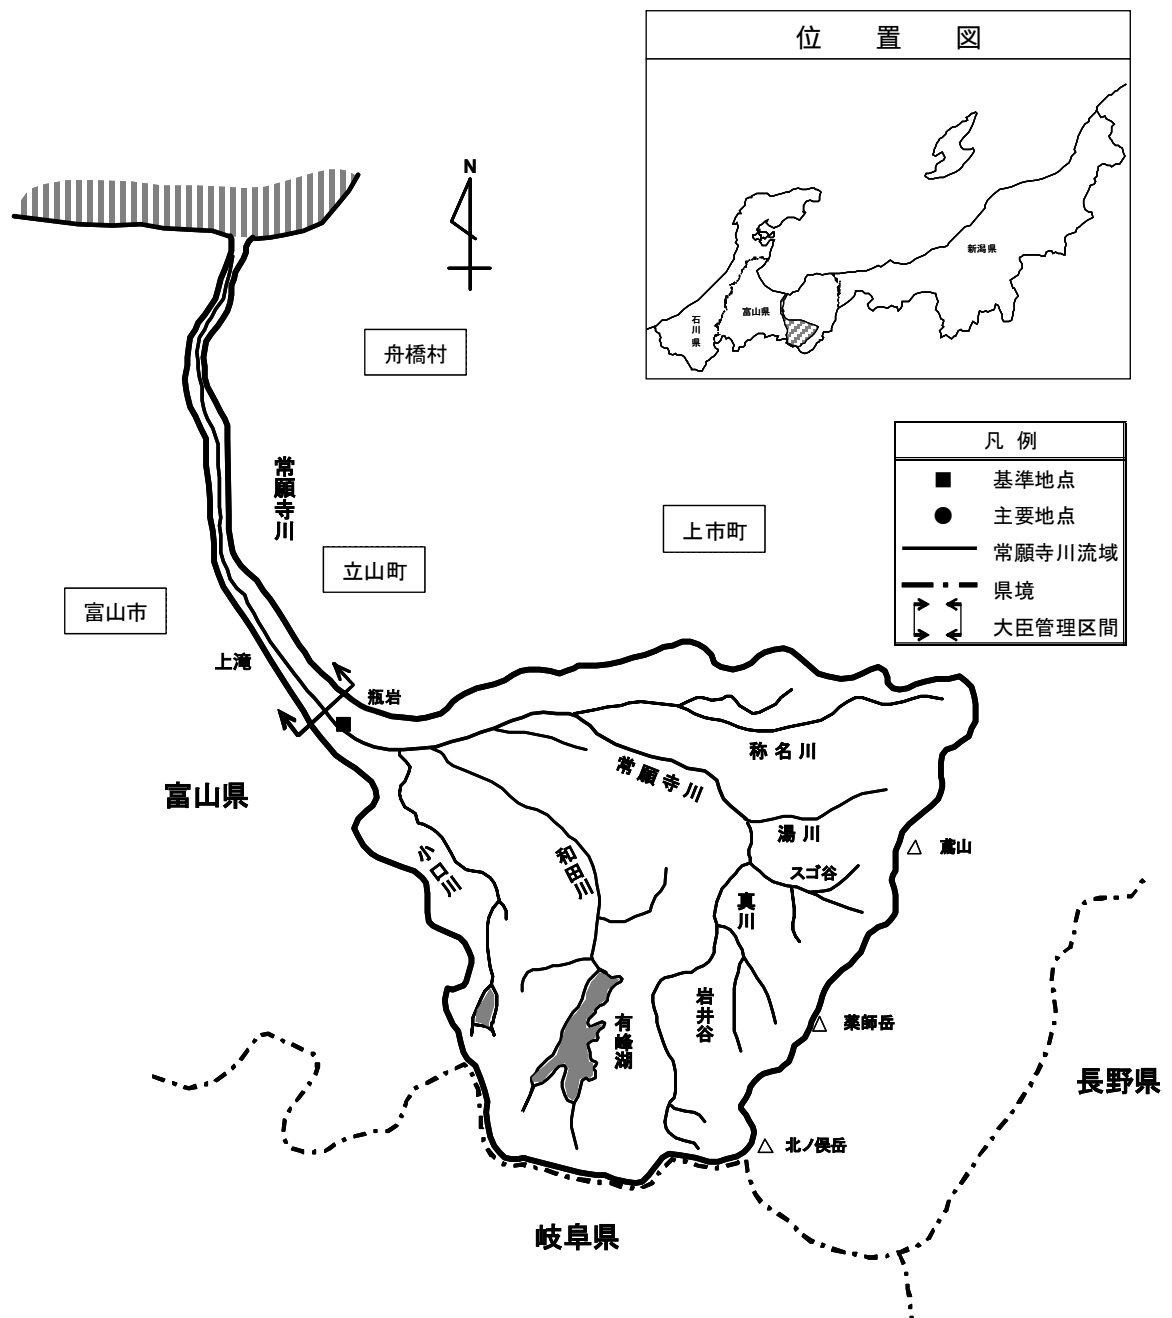 位 置 図
新潟県
富山県
石川県
N
舟橋村
凡 例
基準地点
主要地点
常願寺川流域
県境
大臣管理区間
常願寺川
上市町
立山町
富山市
上滝
瓶岩
称名川
常願寺川
富山県
湯川
鳶山
小口川
和田川
スゴ谷
真川
岩井谷
有峰湖
薬師岳
長野県
北ノ俣岳
岐阜県